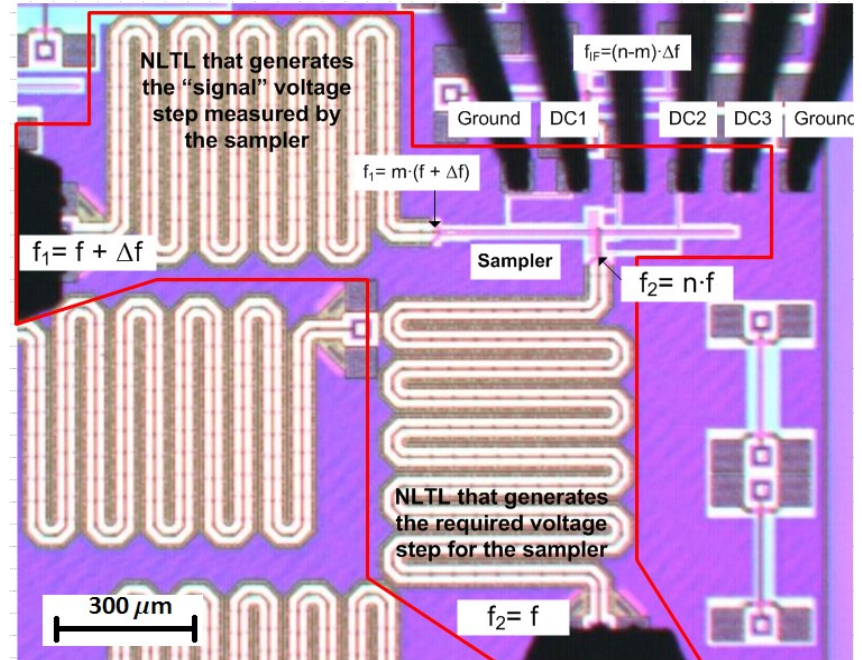 NLTL that generates
the “signal” voltage
step measured by
the sampler
f_IF=(n-m)·Δf
Ground
DC1
DC2
DC3
Ground
f₁= m·(f + Δf)
f₁= f + Δf
Sampler
f₂= n·f
NLTL that generates
the required voltage
step for the sampler
f₂= f
300 μm